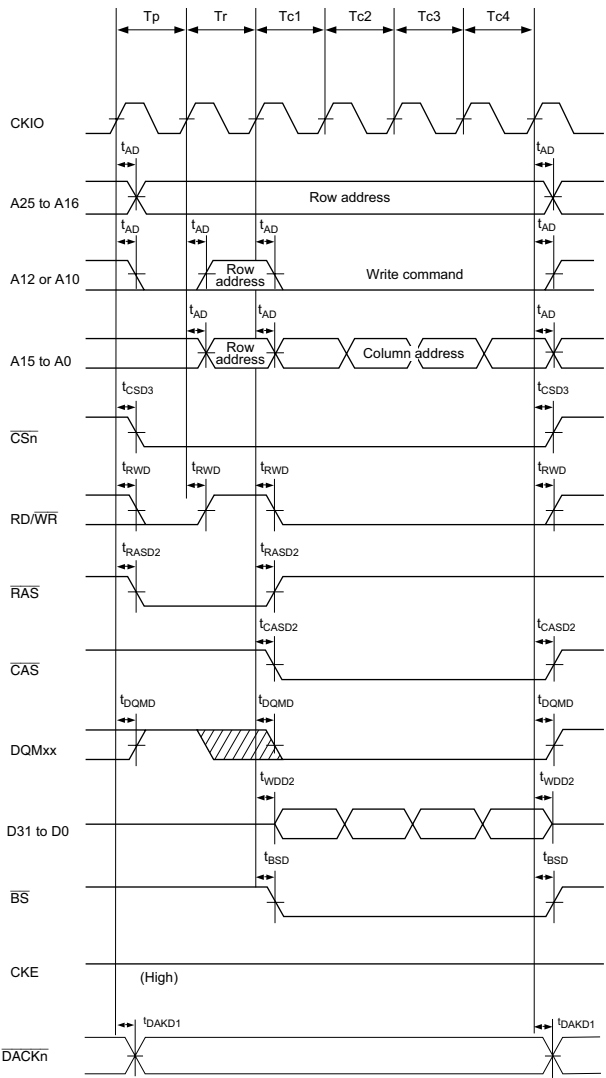 Tp Tr Tc1 Tc2 Tc3 Tc4
CKIO
tAD tAD
A25 to A16 Row address
tAD tAD tAD tAD
A12 or A10 Row address Write command
tAD tAD tAD
A15 to A0 Row address Column address
tCSD3 tCSD3
CSn
tRWD tRWD tRWD tRWD
RD/WR
tRASD2 tRASD2
RAS
tCASD2 tCASD2
CAS
tDQMD tDQMD tDQMD
DQMxx
tWDD2 tWDD2
D31 to D0
tBSD tBSD
BS
CKE
(High)
tDAKD1 tDAKD1
DACKn